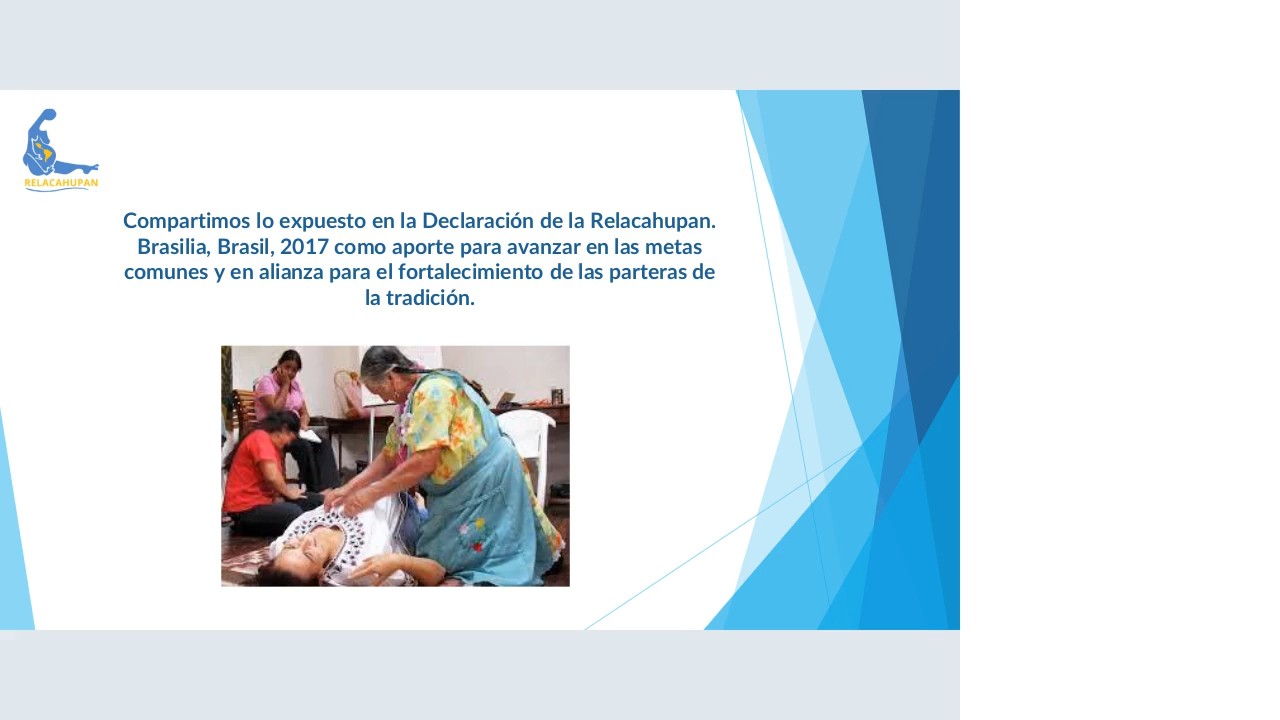 RELACAHUPAN
Compartimos lo expuesto en la Declaración de la Relacahupan.
Brasilia, Brasil, 2017 como aporte para avanzar en las metas
comunes y en alianza para el fortalecimiento de las parteras de
la tradición.